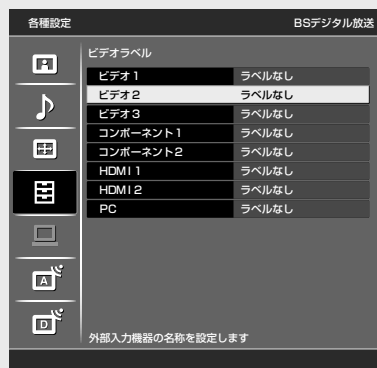 各種設定 BSデジタル放送
ビデオラベル
ビデオ1 ラベルなし
ビデオ2 ラベルなし
ビデオ3 ラベルなし
コンポーネント1 ラベルなし
コンポーネント2 ラベルなし
HDMI1 ラベルなし
HDMI2 ラベルなし
PC ラベルなし
A
D
外部入力機器の名称を設定します